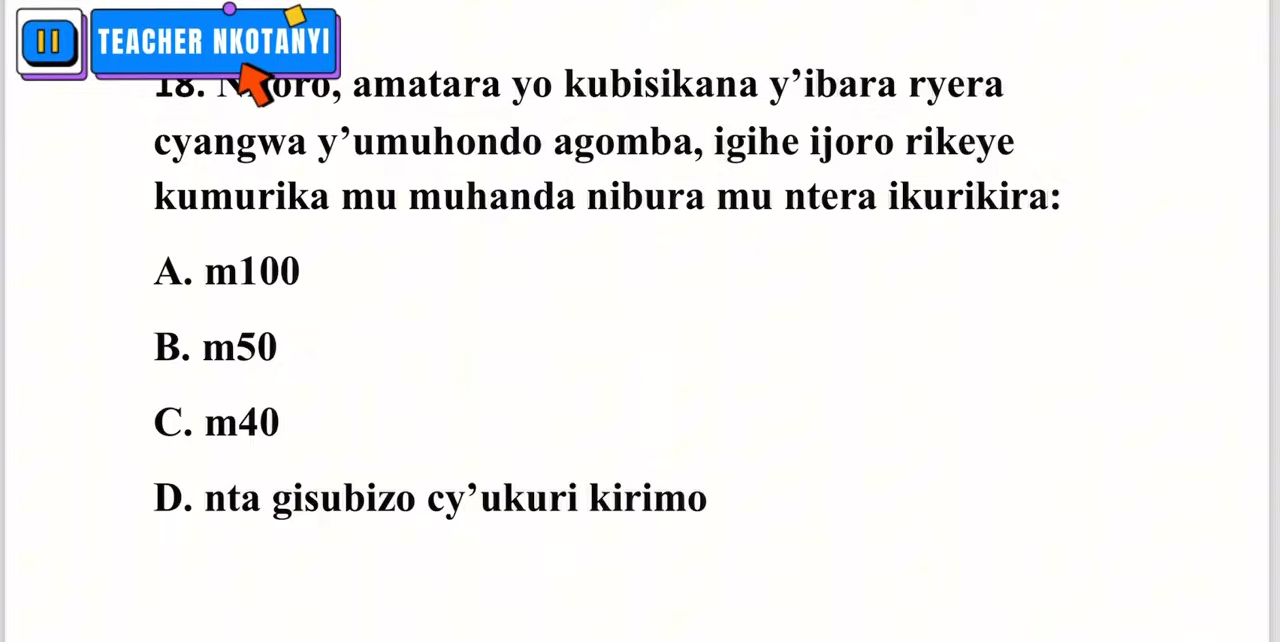 TEACHER NKOTANYI
18. amatara yo kubisikana y’ibara ryera
cyangwa y’umuhondo agomba, igihe ijoro rikeye
kumurika mu muhanda nibura mu ntera ikurikira:
A. m100
B. m50
C. m40
D. nta gisubizo cy’ukuri kirimo